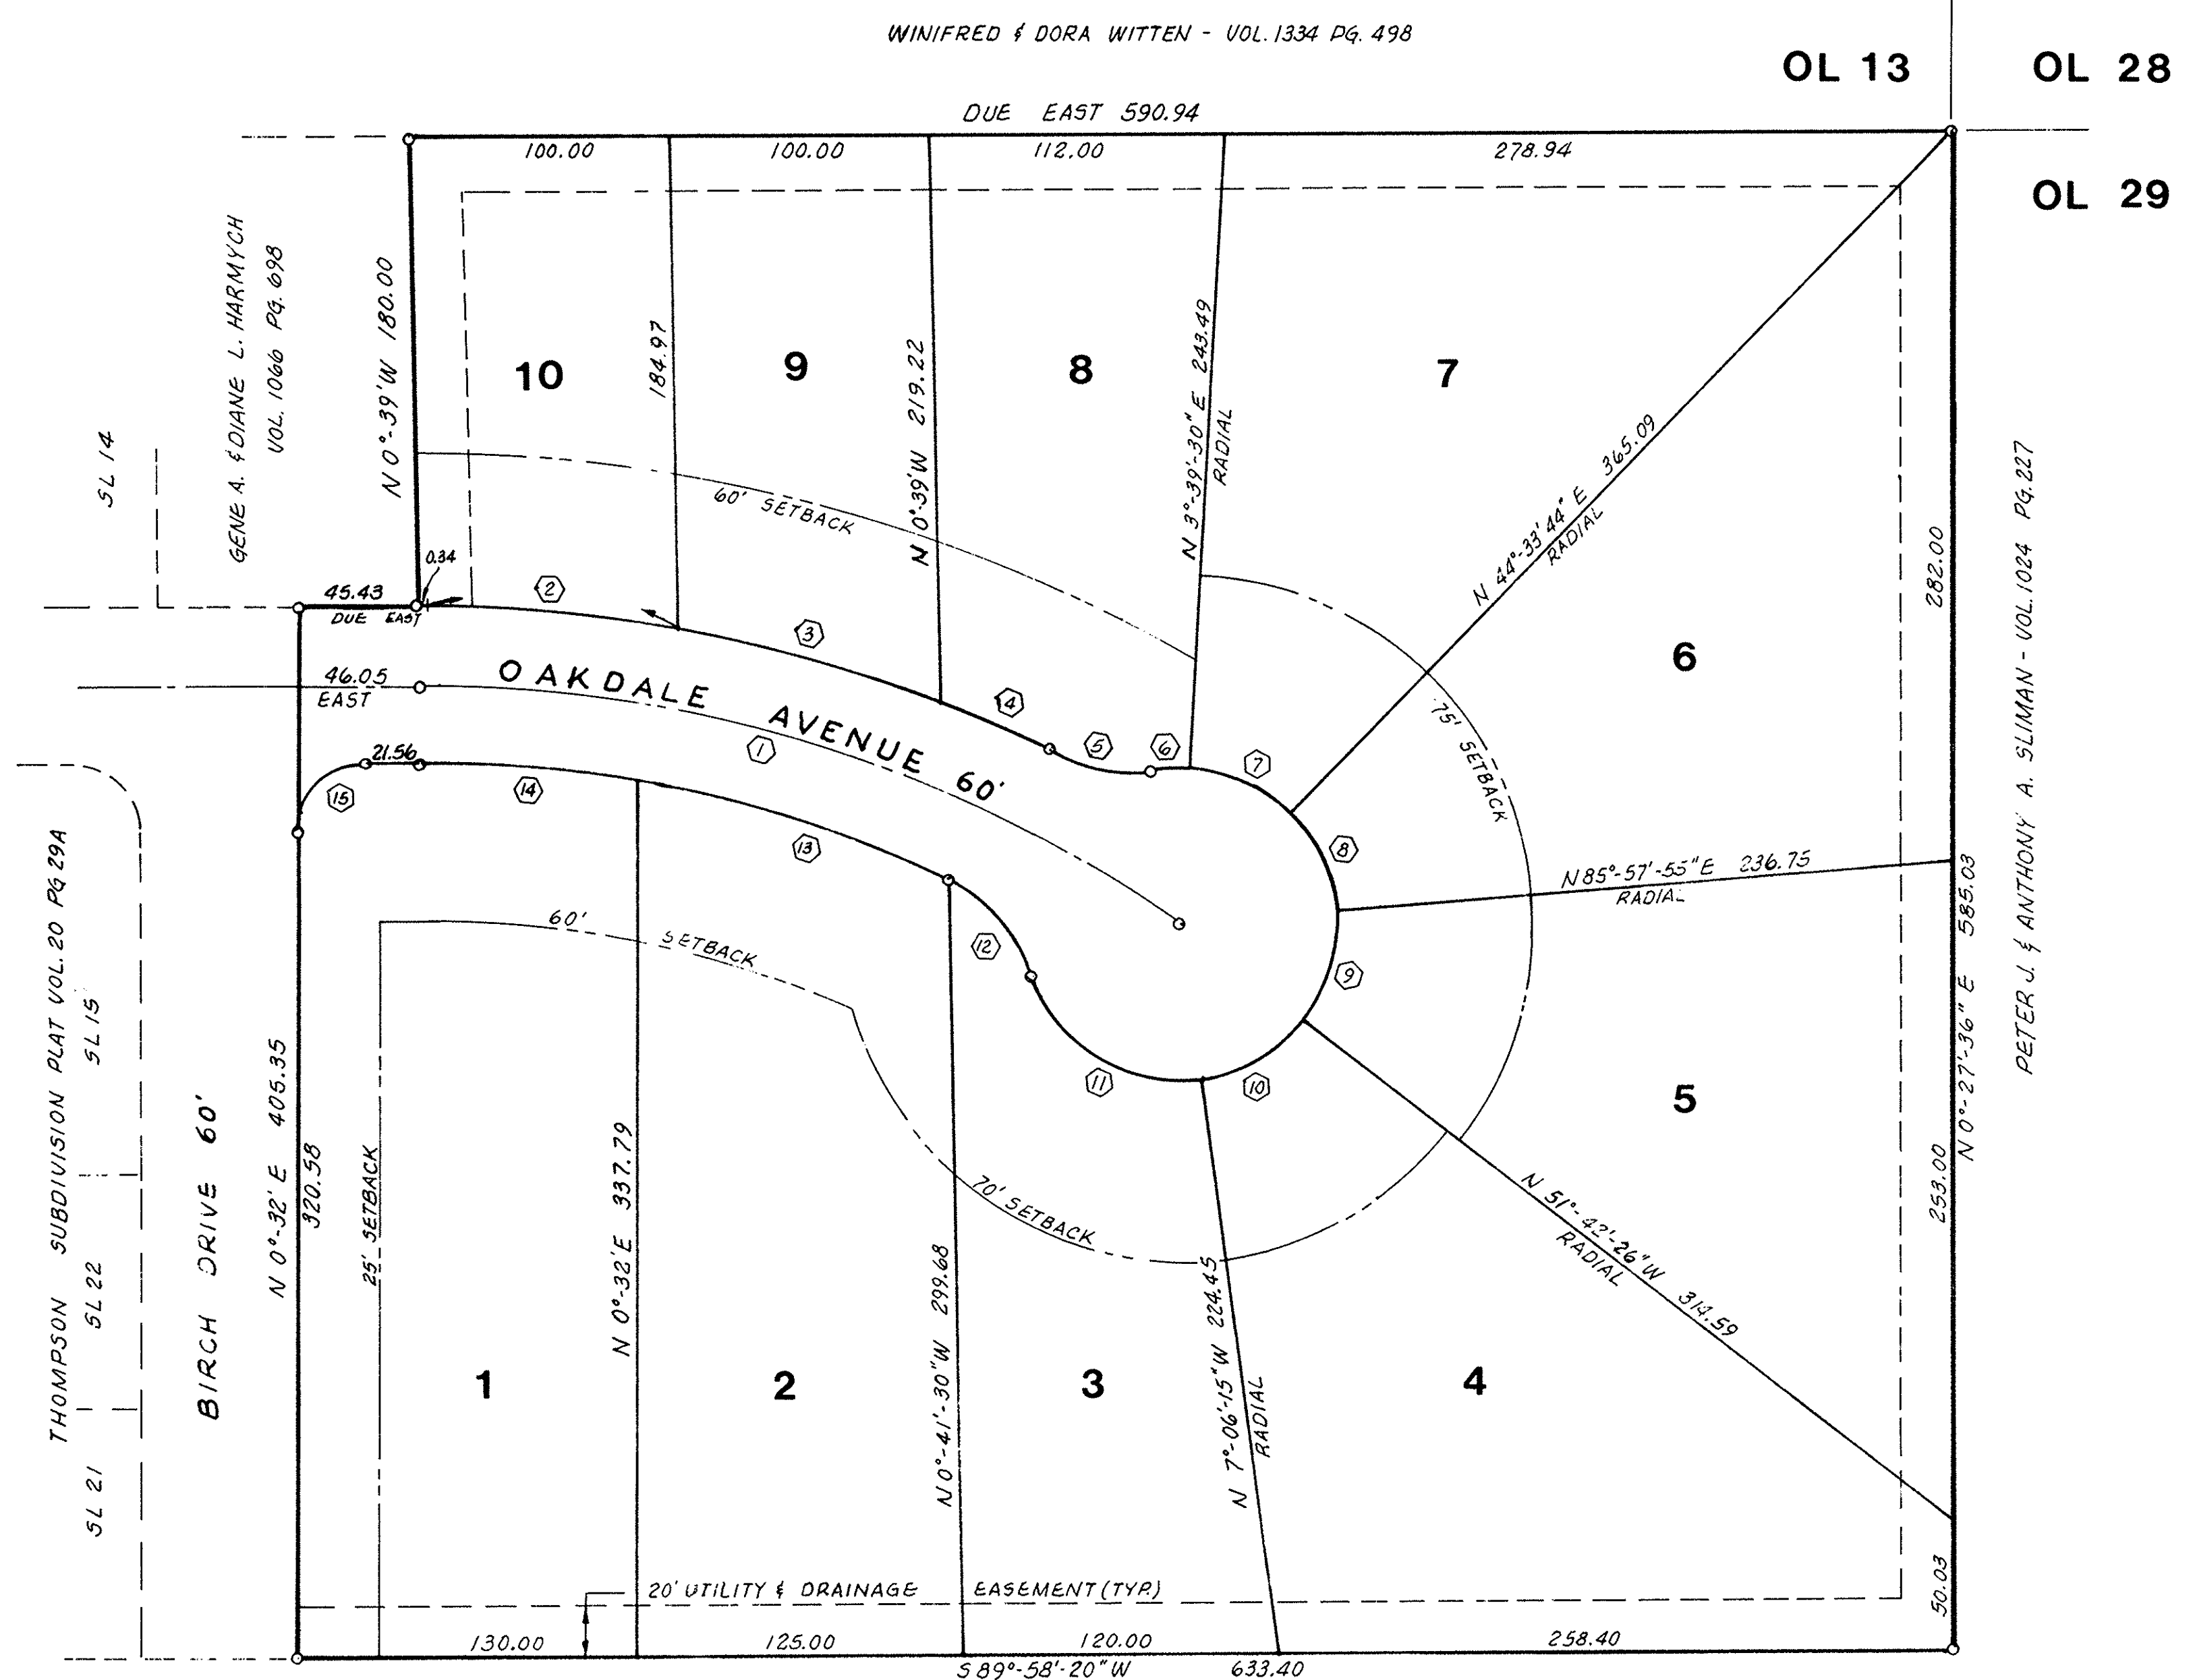 WINIFRED & DORA WITTEN - VOL. 1334 PG. 498
OL 13
OL 28
DUE EAST 590.94
100.00
100.00
112.00
278.94
OL 29
GENE A. & DIANE L. HARMYCH
VOL. 1066 PG. 698
N 0°-39'W 180.00
SL 14
10
184.97
9
N 0°-39'W 219.22
8
N 3°-39'-30" E 243.49
RADIAL
7
N 44°-33' 44" E 365.09
RADIAL
60' SETBACK
6
282.00
PETER J. & ANTHONY A. SLIMAN - VOL. 1024 PG. 227
0.34
45.43
DUE EAST
2
3
4
5
6
7
46.05
EAST
OAKDALE AVENUE 60'
1
75' SETBACK
21.56
15
14
13
8
N 85°-57'-55" E 236.75
RADIAL
N 0°-27'-36" E 585.03
60' SETBACK
12
9
11
10
5
THOMPSON SUBDIVISION PLAT VOL. 20 PG 29A
SL 15
SL 22
SL 21
BIRCH DRIVE 60'
N 0°-32' E 405.35
320.58
25' SETBACK
N 0°-32' E 337.79
70' SETBACK
N 51°-42'-26" W 314.59
RADIAL
253.00
1
2
N 0°-41'-30" W 299.68
3
N 7°-06'-15" W 224.45
RADIAL
4
50.03
20' UTILITY & DRAINAGE EASEMENT (TYP.)
130.00
125.00
120.00
258.40
S 89°-58'-20" W 633.40